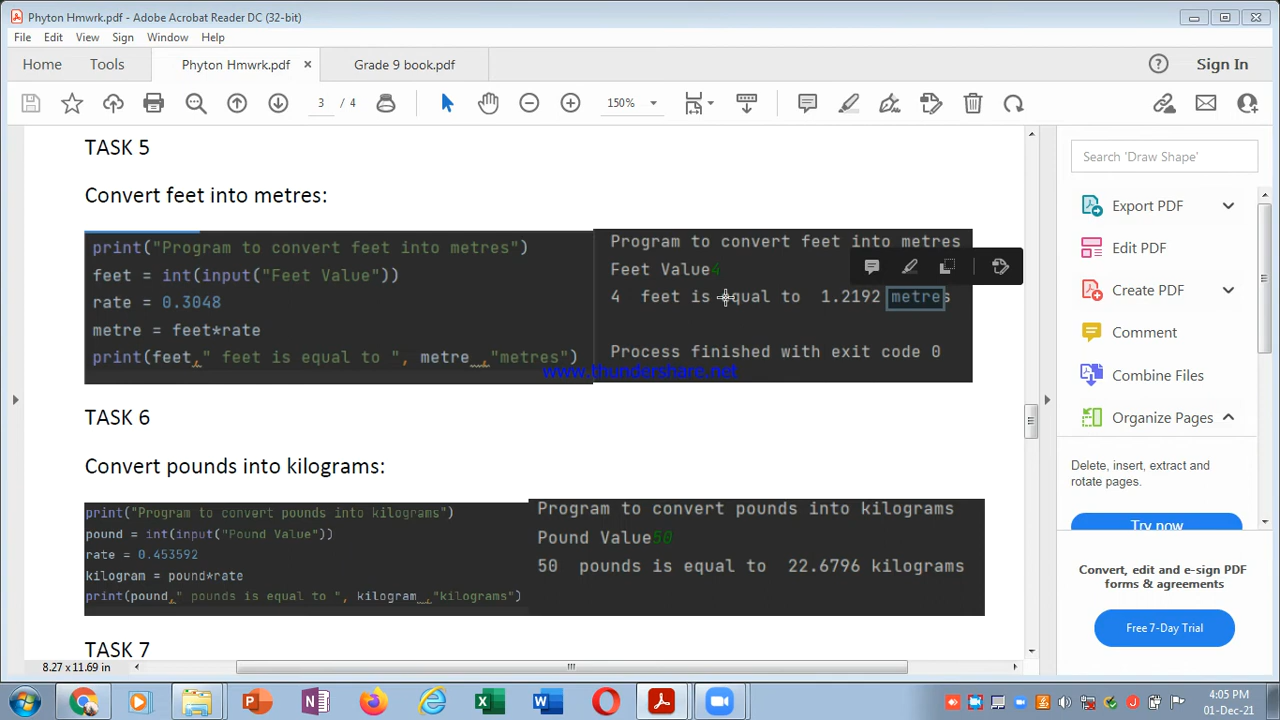 Phyton Hmwrk.pdf - Adobe Acrobat Reader DC (32-bit)
File Edit View Sign Window Help
Home Tools Phyton Hmwrk.pdf × Grade 9 book.pdf Sign In
3 / 4 150%
TASK 5
Convert feet into metres:
print("Program to convert feet into metres")
feet = int(input("Feet Value"))
rate = 0.3048
metre = feet*rate
print(feet," feet is equal to ", metre ,"metres")
Program to convert feet into metres
Feet Value4
4 feet is equal to 1.2192 metres
Process finished with exit code 0
www.thundershare.net
TASK 6
Convert pounds into kilograms:
print("Program to convert pounds into kilograms")
pound = int(input("Pound Value"))
rate = 0.453592
kilogram = pound*rate
print(pound," pounds is equal to ", kilogram ,"kilograms")
Program to convert pounds into kilograms
Pound Value50
50 pounds is equal to 22.6796 kilograms
TASK 7
8.27 x 11.69 in
Search 'Draw Shape'
Export PDF
Edit PDF
Create PDF
Comment
Combine Files
Organize Pages
Delete, insert, extract and
rotate pages.
Try now
Convert, edit and e-sign PDF
forms & agreements
Free 7-Day Trial
4:05 PM
01-Dec-21